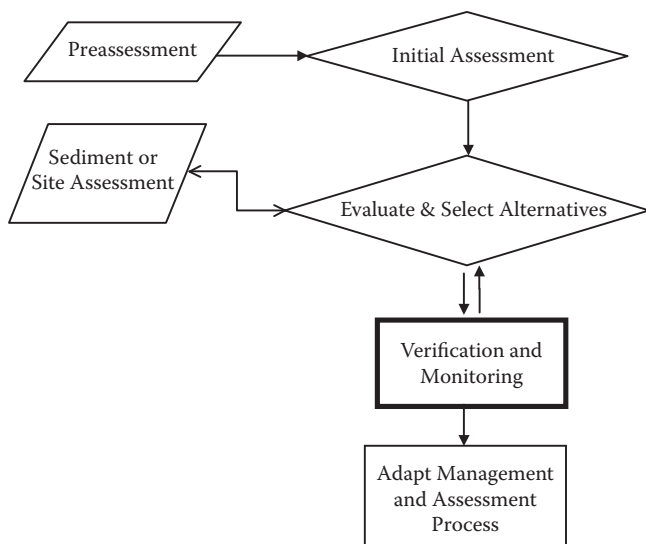 Preassessment
Initial Assessment
Sediment or
Site Assessment
Evaluate & Select Alternatives
Verification and
Monitoring
Adapt Management
and Assessment
Process